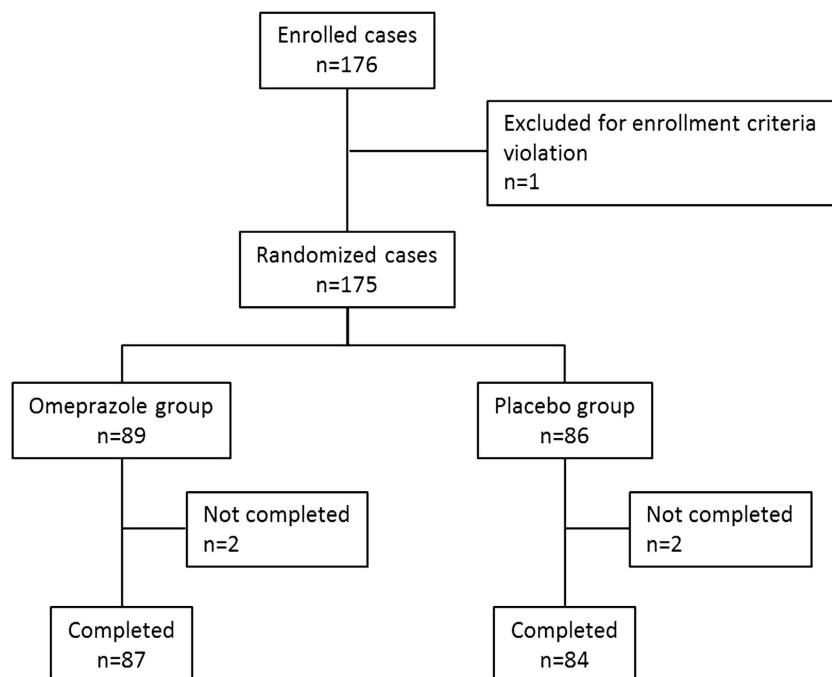 Enrolled cases
n=176
Excluded for enrollment criteria
violation
n=1
Randomized cases
n=175
Omeprazole group
n=89
Placebo group
n=86
Not completed
n=2
Not completed
n=2
Completed
n=87
Completed
n=84